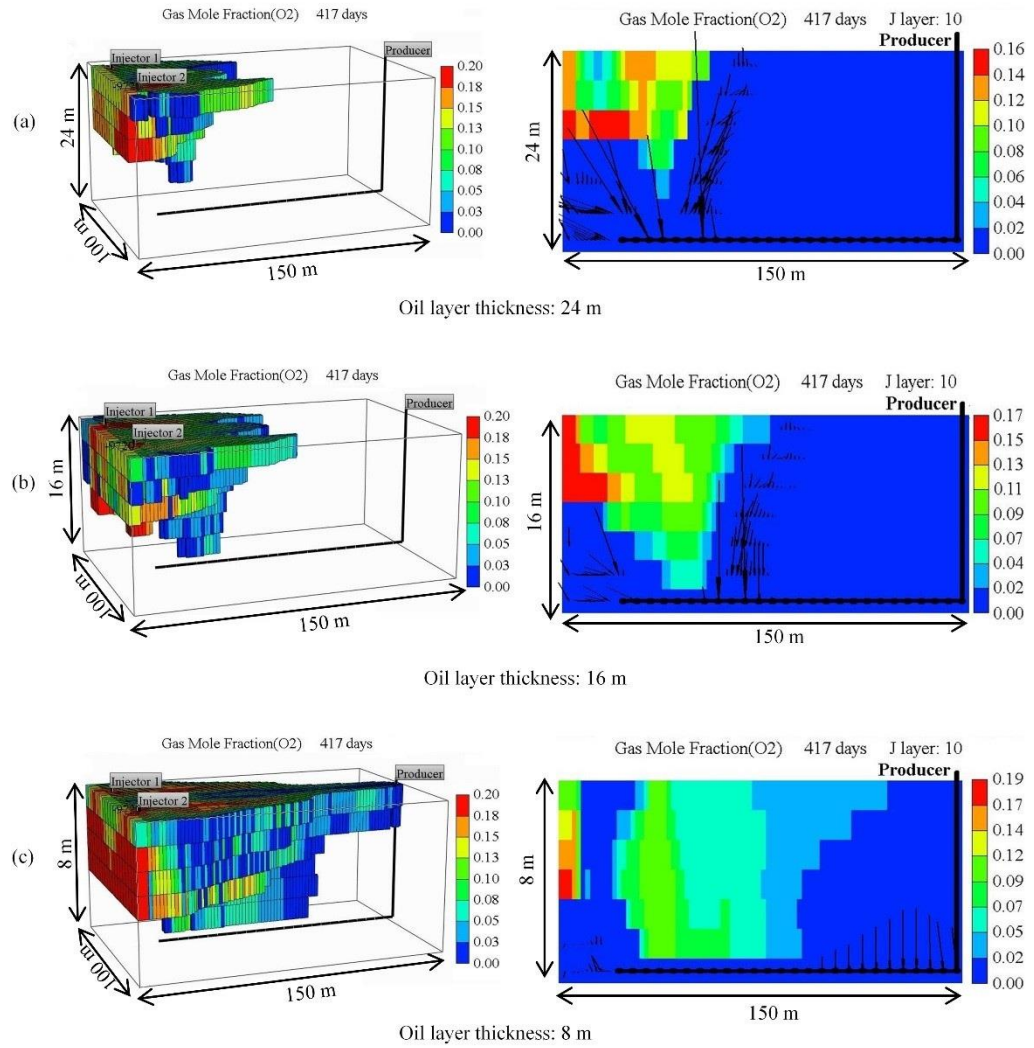 Gas Mole Fraction(O2) 417 days
Injector 1
Injector 2
Producer
0.20
0.18
0.15
0.13
0.10
0.08
0.05
0.03
0.00
(a)
24 m
100 m
150 m
Gas Mole Fraction(O2) 417 days J layer: 10
Producer
0.16
0.14
0.12
0.10
0.08
0.06
0.04
0.02
0.00
24 m
150 m
Oil layer thickness: 24 m
Gas Mole Fraction(O2) 417 days
Injector 1
Injector 2
Producer
0.20
0.18
0.15
0.13
0.10
0.08
0.05
0.03
0.00
(b)
16 m
100 m
150 m
Gas Mole Fraction(O2) 417 days J layer: 10
Producer
0.17
0.15
0.13
0.11
0.09
0.07
0.04
0.02
0.00
16 m
150 m
Oil layer thickness: 16 m
Gas Mole Fraction(O2) 417 days
Injector 1
Injector 2
Producer
0.20
0.18
0.15
0.13
0.10
0.08
0.05
0.03
0.00
(c)
8 m
100 m
150 m
Gas Mole Fraction(O2) 417 days J layer: 10
Producer
0.19
0.17
0.14
0.12
0.09
0.07
0.05
0.02
0.00
8 m
150 m
Oil layer thickness: 8 m